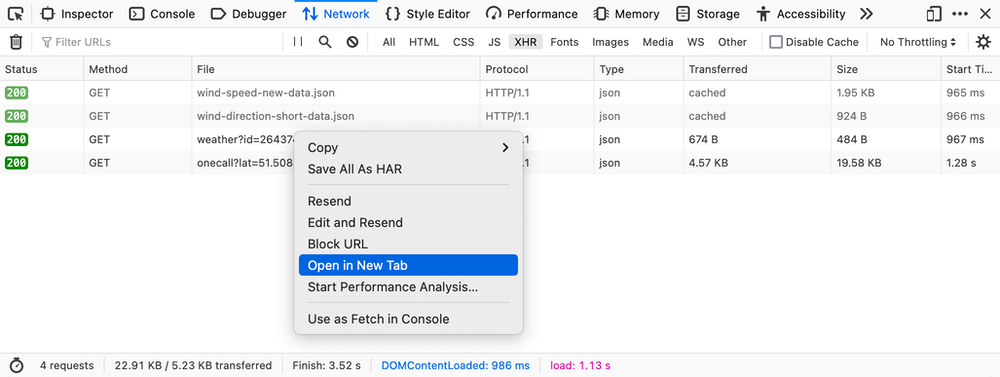 Inspector Console Debugger Network Style Editor Performance Memory Storage Accessibility
Filter URLs All HTML CSS JS XHR Fonts Images Media WS Other Disable Cache No Throttling
Status Method File Protocol Type Transferred Size Start Ti...
200 GET wind-speed-new-data.json HTTP/1.1 json cached 1.95 KB 965 ms
200 GET wind-direction-short-data.json HTTP/1.1 json cached 924 B 966 ms
200 GET weather?id=26437 .1 json 674 B 484 B 967 ms
200 GET onecall?lat=51.508 .1 json 4.57 KB 19.58 KB 1.28 s
Copy
Save All As HAR
Resend
Edit and Resend
Block URL
Open in New Tab
Start Performance Analysis...
Use as Fetch in Console
4 requests 22.91 KB / 5.23 KB transferred Finish: 3.52 s DOMContentLoaded: 986 ms load: 1.13 s